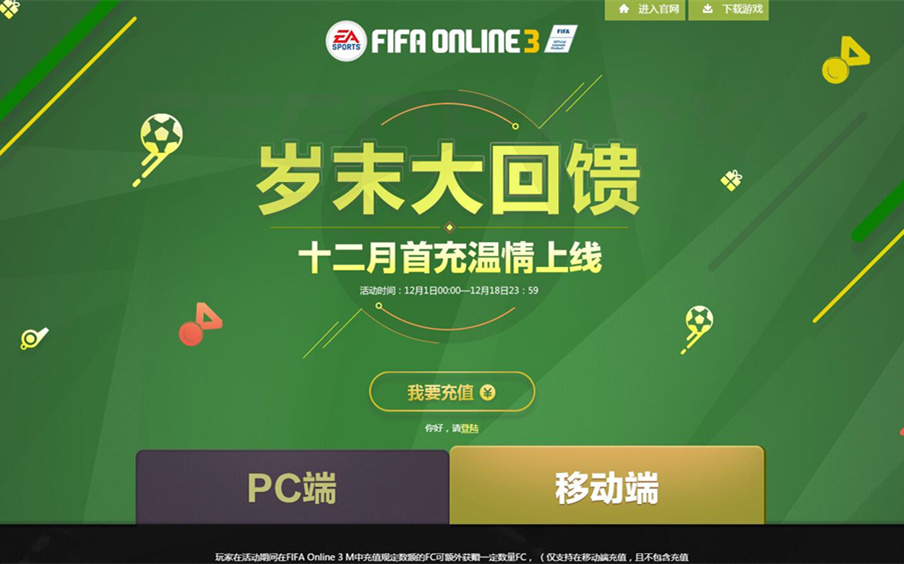 进入官网 下载游戏
EA SPORTS FIFA ONLINE 3 FIFA
岁末大回馈
十二月首充温情上线
活动时间：12月1日00:00—12月18日23：59
我要充值 ¥
你好，请登陆
PC端 移动端
玩家在活动期间在FIFA Online 3 M中充值规定数额的FC可额外获赠一定数量FC，（仅支持在移动端充值，且不包含充值